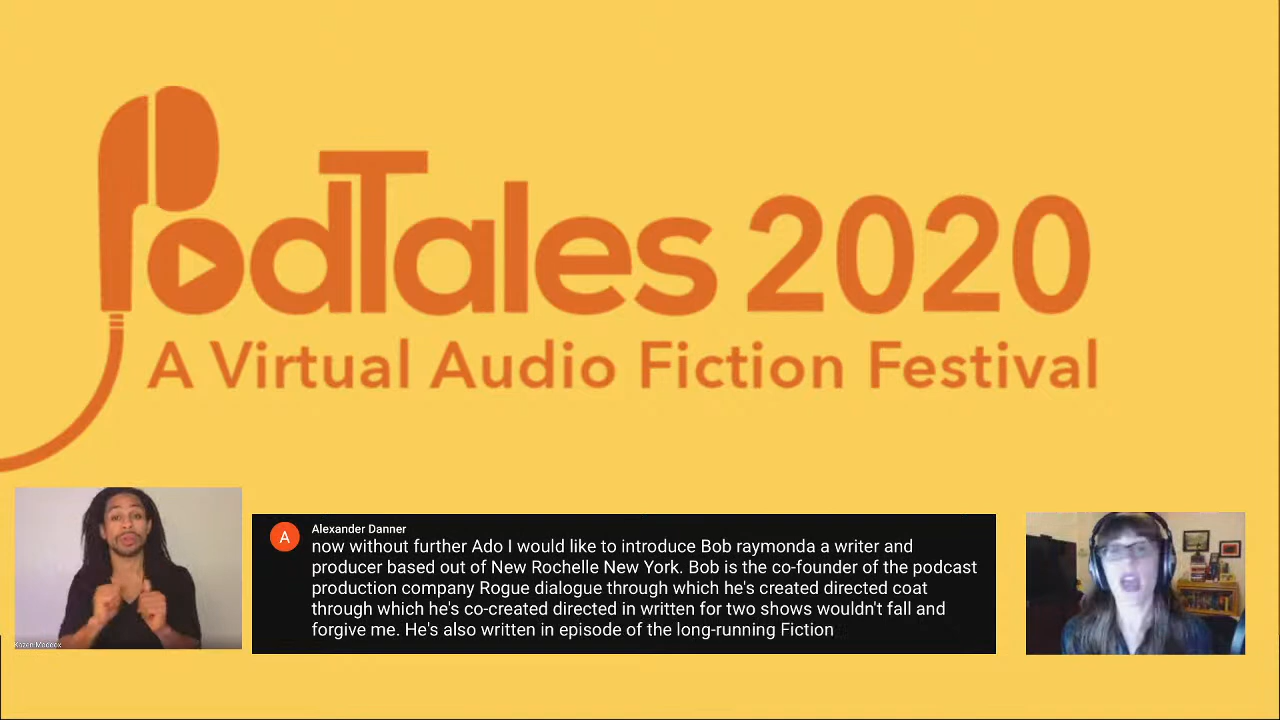 PodTales 2020
A Virtual Audio Fiction Festival
A
Alexander Danner
now without further Ado I would like to introduce Bob raymonda a writer and
producer based out of New Rochelle New York. Bob is the co-founder of the podcast
production company Rogue dialogue through which he's created directed coat
through which he's co-created directed in written for two shows wouldn't fall and
forgive me. He's also written in episode of the long-running Fiction
Kazen Maddox